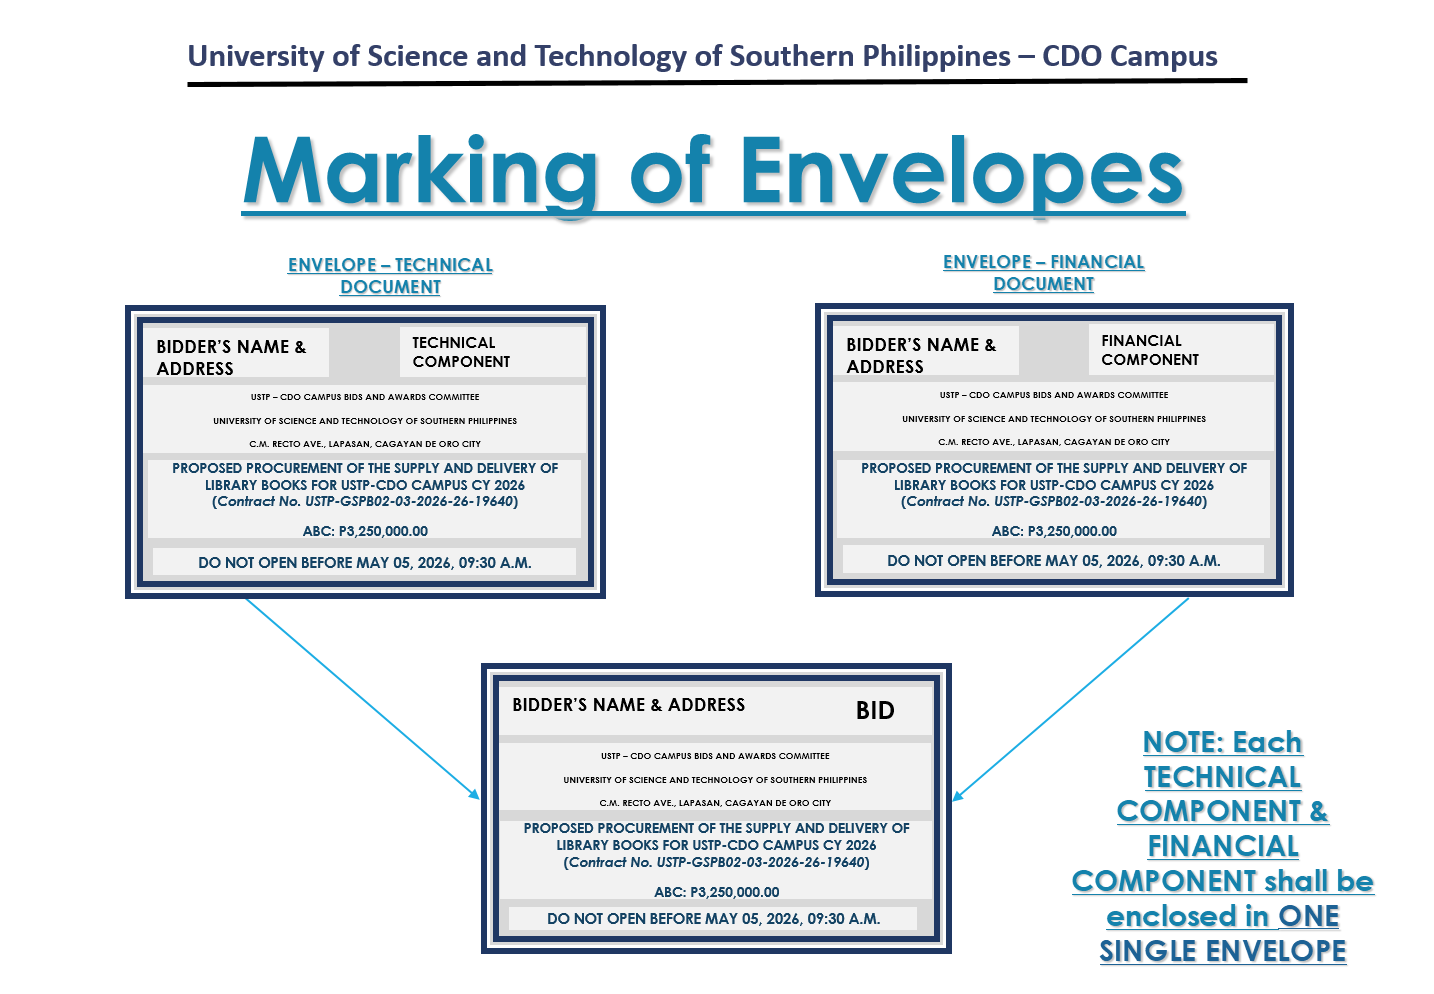 University of Science and Technology of Southern Philippines – CDO Campus
Marking of Envelopes
ENVELOPE – TECHNICAL
DOCUMENT
BIDDER'S NAME &
ADDRESS
TECHNICAL
COMPONENT
USTP – CDO CAMPUS BIDS AND AWARDS COMMITTEE
UNIVERSITY OF SCIENCE AND TECHNOLOGY OF SOUTHERN PHILIPPINES
C.M. RECTO AVE., LAPASAN, CAGAYAN DE ORO CITY
PROPOSED PROCUREMENT OF THE SUPPLY AND DELIVERY OF
LIBRARY BOOKS FOR USTP-CDO CAMPUS CY 2026
(Contract No. USTP-GSPB02-03-2026-26-19640)
ABC: P3,250,000.00
DO NOT OPEN BEFORE MAY 05, 2026, 09:30 A.M.
ENVELOPE – FINANCIAL
DOCUMENT
BIDDER'S NAME &
ADDRESS
FINANCIAL
COMPONENT
USTP – CDO CAMPUS BIDS AND AWARDS COMMITTEE
UNIVERSITY OF SCIENCE AND TECHNOLOGY OF SOUTHERN PHILIPPINES
C.M. RECTO AVE., LAPASAN, CAGAYAN DE ORO CITY
PROPOSED PROCUREMENT OF THE SUPPLY AND DELIVERY OF
LIBRARY BOOKS FOR USTP-CDO CAMPUS CY 2026
(Contract No. USTP-GSPB02-03-2026-26-19640)
ABC: P3,250,000.00
DO NOT OPEN BEFORE MAY 05, 2026, 09:30 A.M.
BIDDER'S NAME & ADDRESS
BID
USTP – CDO CAMPUS BIDS AND AWARDS COMMITTEE
UNIVERSITY OF SCIENCE AND TECHNOLOGY OF SOUTHERN PHILIPPINES
C.M. RECTO AVE., LAPASAN, CAGAYAN DE ORO CITY
PROPOSED PROCUREMENT OF THE SUPPLY AND DELIVERY OF
LIBRARY BOOKS FOR USTP-CDO CAMPUS CY 2026
(Contract No. USTP-GSPB02-03-2026-26-19640)
ABC: P3,250,000.00
DO NOT OPEN BEFORE MAY 05, 2026, 09:30 A.M.
NOTE: Each
TECHNICAL
COMPONENT &
FINANCIAL
COMPONENT shall be
enclosed in ONE
SINGLE ENVELOPE